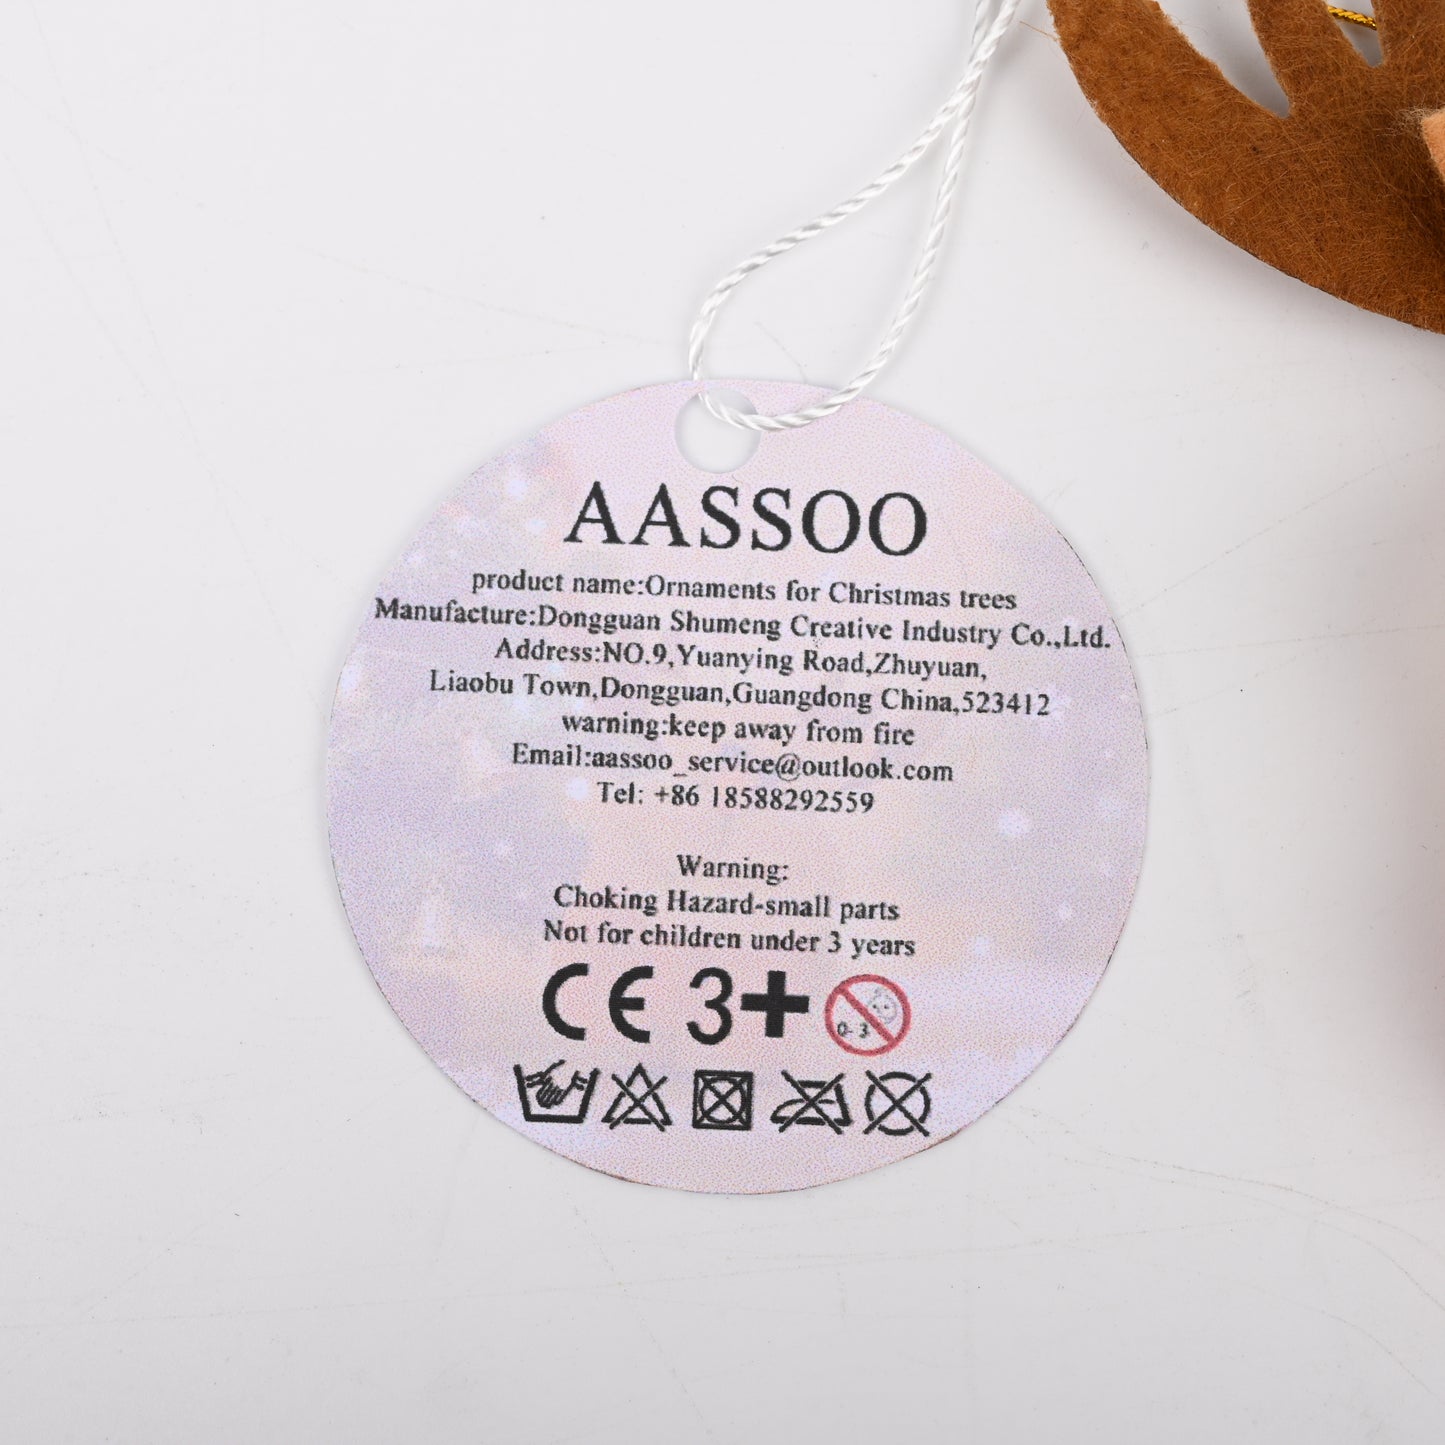 AASSOO
product name:Ornaments for Christmas trees
Manufacture:Dongguan Shumeng Creative Industry Co.,Ltd.
Address:NO.9,Yuanying Road,Zhuyuan,
Liaobu Town,Dongguan,Guangdong China,523412
warning:keep away from fire
Email:aassoo_service@outlook.com
Tel: +86 18588292559
Warning:
Choking Hazard-small parts
Not for children under 3 years
CE 3+ 0-3